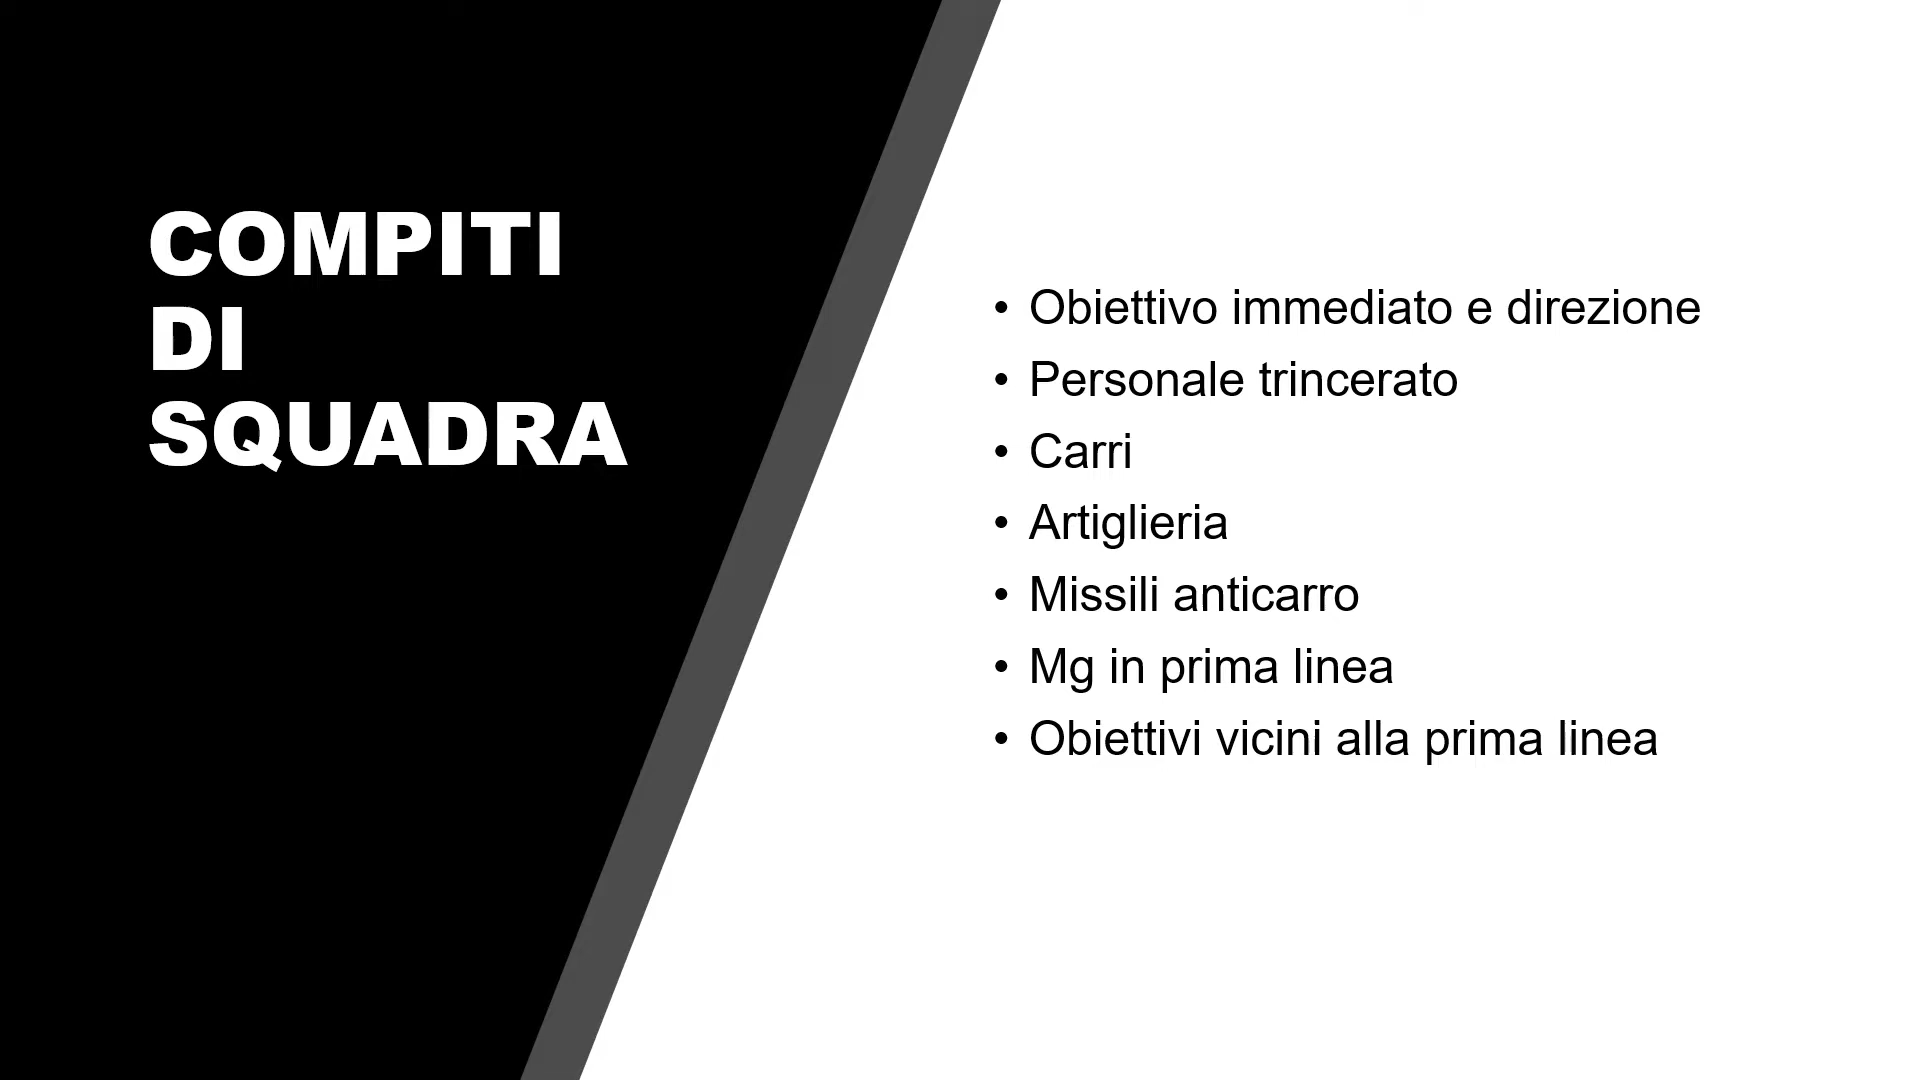 COMPITI
DI
SQUADRA
• Obiettivo immediato e direzione
• Personale trincerato
• Carri
• Artiglieria
• Missili anticarro
• Mg in prima linea
• Obiettivi vicini alla prima linea